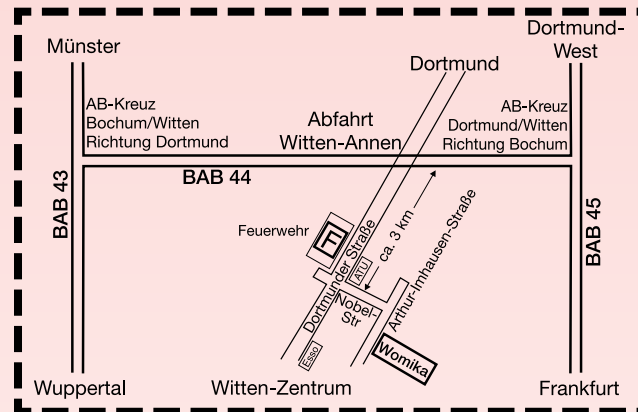 Münster
Dortmund-
West
Dortmund
AB-Kreuz
Bochum/Witten
Richtung Dortmund
Abfahrt
Witten-Annen
AB-Kreuz
Dortmund/Witten
Richtung Bochum
BAB 43
BAB 44
BAB 45
Feuerwehr
F
Dortmunder Straße
ATU
ca. 3 km
Arthur-Imhausen-Straße
Nobel-
Str
Esso
Womika
Wuppertal
Witten-Zentrum
Frankfurt